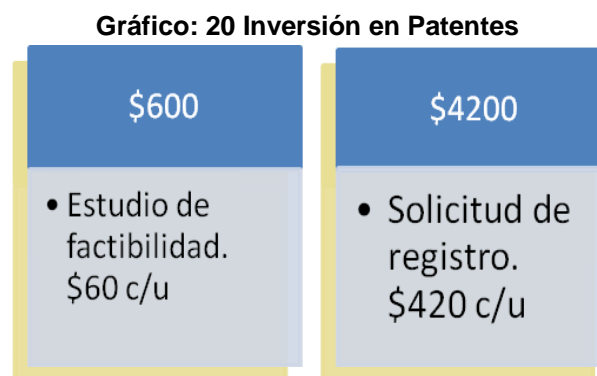 Gráfico: 20 Inversión en Patentes
$600
• Estudio de
factibilidad.
$60 c/u
$4200
• Solicitud de
registro.
$420 c/u